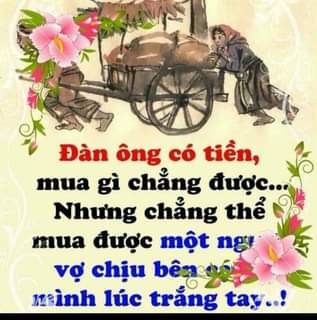 Đàn ông có tiền,
mua gì chẳng được...
Nhưng chẳng thể
mua được một
vợ chịu bên
mình lúc trắng tay..!